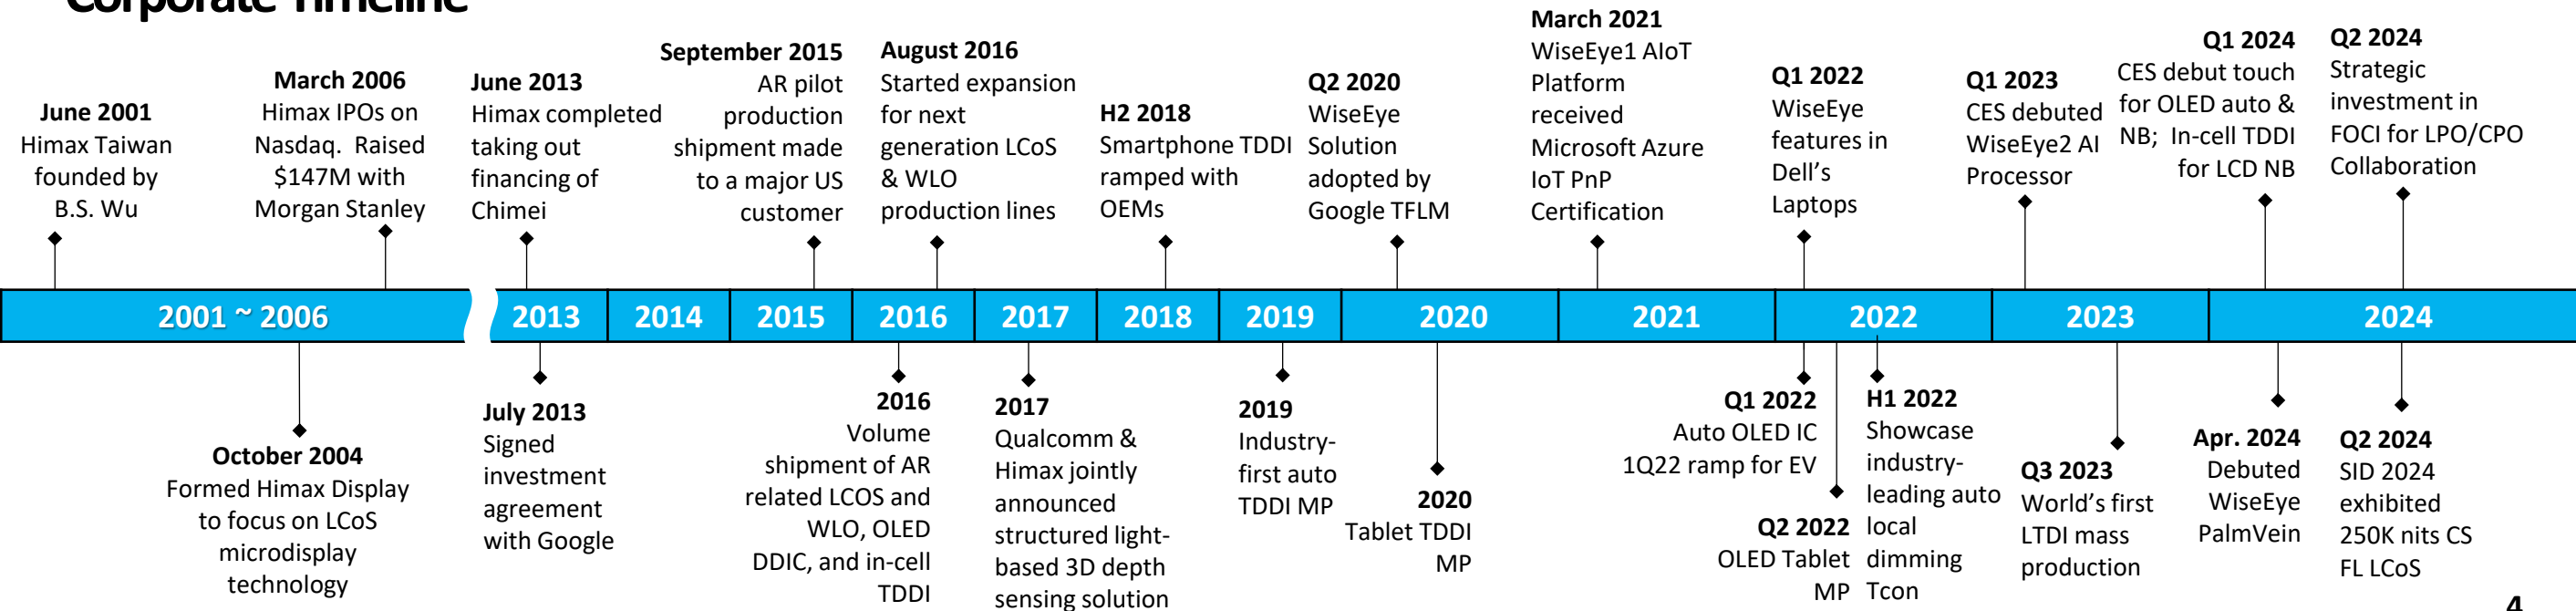 Corporate Timeline
June 2001
Himax Taiwan
founded by
B.S. Wu
March 2006
Himax IPOs on
Nasdaq. Raised
$147M with
Morgan Stanley
June 2013
Himax completed
taking out
financing of
Chimei
September 2015
AR pilot
production
shipment made
to a major US
customer
August 2016
Started expansion
for next
generation LCoS
& WLO
production lines
H2 2018
Smartphone TDDI
ramped with
OEMs
Q2 2020
WiseEye
Solution
adopted by
Google TFLM
March 2021
WiseEye1 AIoT
Platform
received
Microsoft Azure
IoT PnP
Certification
Q1 2022
WiseEye
features in
Dell’s
Laptops
Q1 2023
CES debuted
WiseEye2 AI
Processor
Q1 2024
CES debut touch
for OLED auto &
NB; In-cell TDDI
for LCD NB
Q2 2024
Strategic
investment in
FOCI for LPO/CPO
Collaboration
2001 ~ 2006
2013
2014
2015
2016
2017
2018
2019
2020
2021
2022
2023
2024
October 2004
Formed Himax Display
to focus on LCoS
microdisplay
technology
July 2013
Signed
investment
agreement
with Google
2016
Volume
shipment of AR
related LCOS and
WLO, OLED
DDIC, and in-cell
TDDI
2017
Qualcomm &
Himax jointly
announced
structured light-
based 3D depth
sensing solution
2019
Industry-
first auto
TDDI MP
2020
Tablet TDDI
MP
Q1 2022
Auto OLED IC
1Q22 ramp for EV
Q2 2022
OLED Tablet
MP
H1 2022
Showcase
industry-
leading auto
local
dimming
Tcon
Q3 2023
World’s first
LTDI mass
production
Apr. 2024
Debuted
WiseEye
PalmVein
Q2 2024
SID 2024
exhibited
250K nits CS
FL LCoS
4